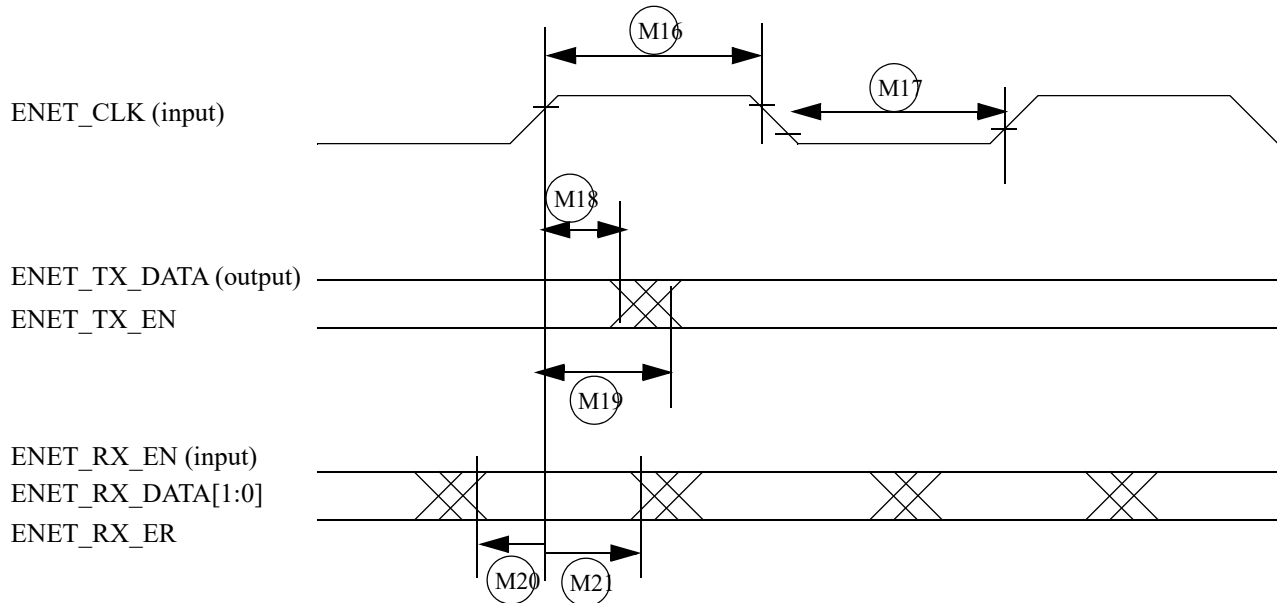 M16
ENET_CLK (input)
M17
M18
ENET_TX_DATA (output)
ENET_TX_EN
M19
ENET_RX_EN (input)
ENET_RX_DATA[1:0]
ENET_RX_ER
M20
M21